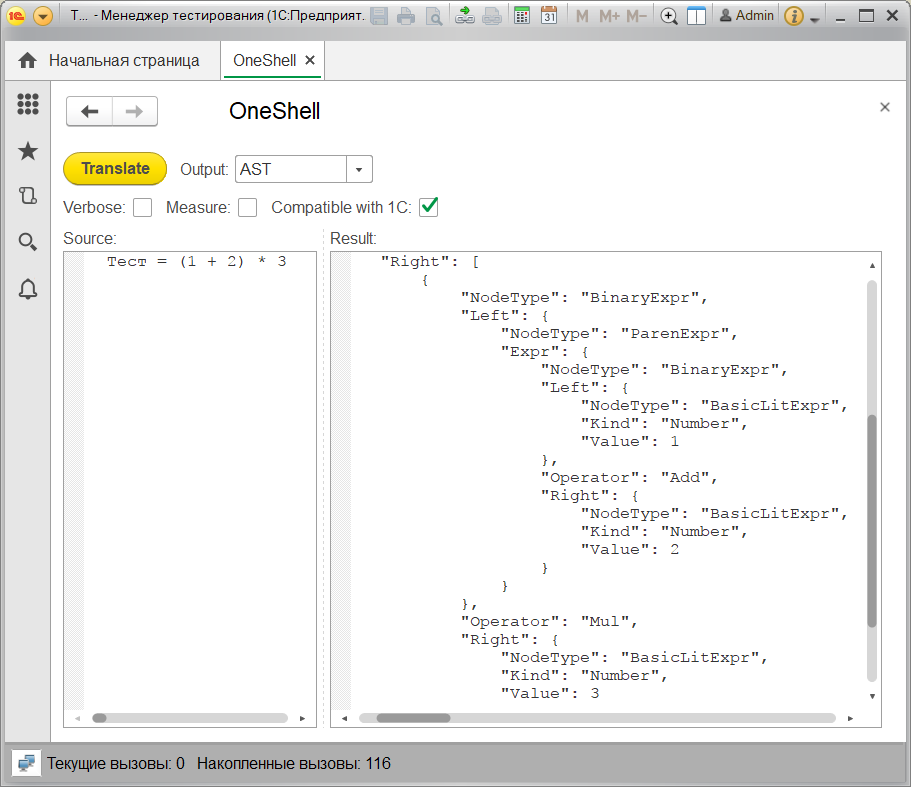 Т... - Менеджер тестирования (1С:Предприят. M M+ M- Admin
Начальная страница OneShell
OneShell
Translate Output: AST
Verbose: Measure: Compatible with 1C:
Source: Result:
Тест = (1 + 2) * 3
"Right": [
{
"NodeType": "BinaryExpr",
"Left": {
"NodeType": "ParenExpr",
"Expr": {
"NodeType": "BinaryExpr",
"Left": {
"NodeType": "BasicLitExpr",
"Kind": "Number",
"Value": 1
},
"Operator": "Add",
"Right": {
"NodeType": "BasicLitExpr",
"Kind": "Number",
"Value": 2
}
}
},
"Operator": "Mul",
"Right": {
"NodeType": "BasicLitExpr",
"Kind": "Number",
"Value": 3
Текущие вызовы: 0 Накопленные вызовы: 116